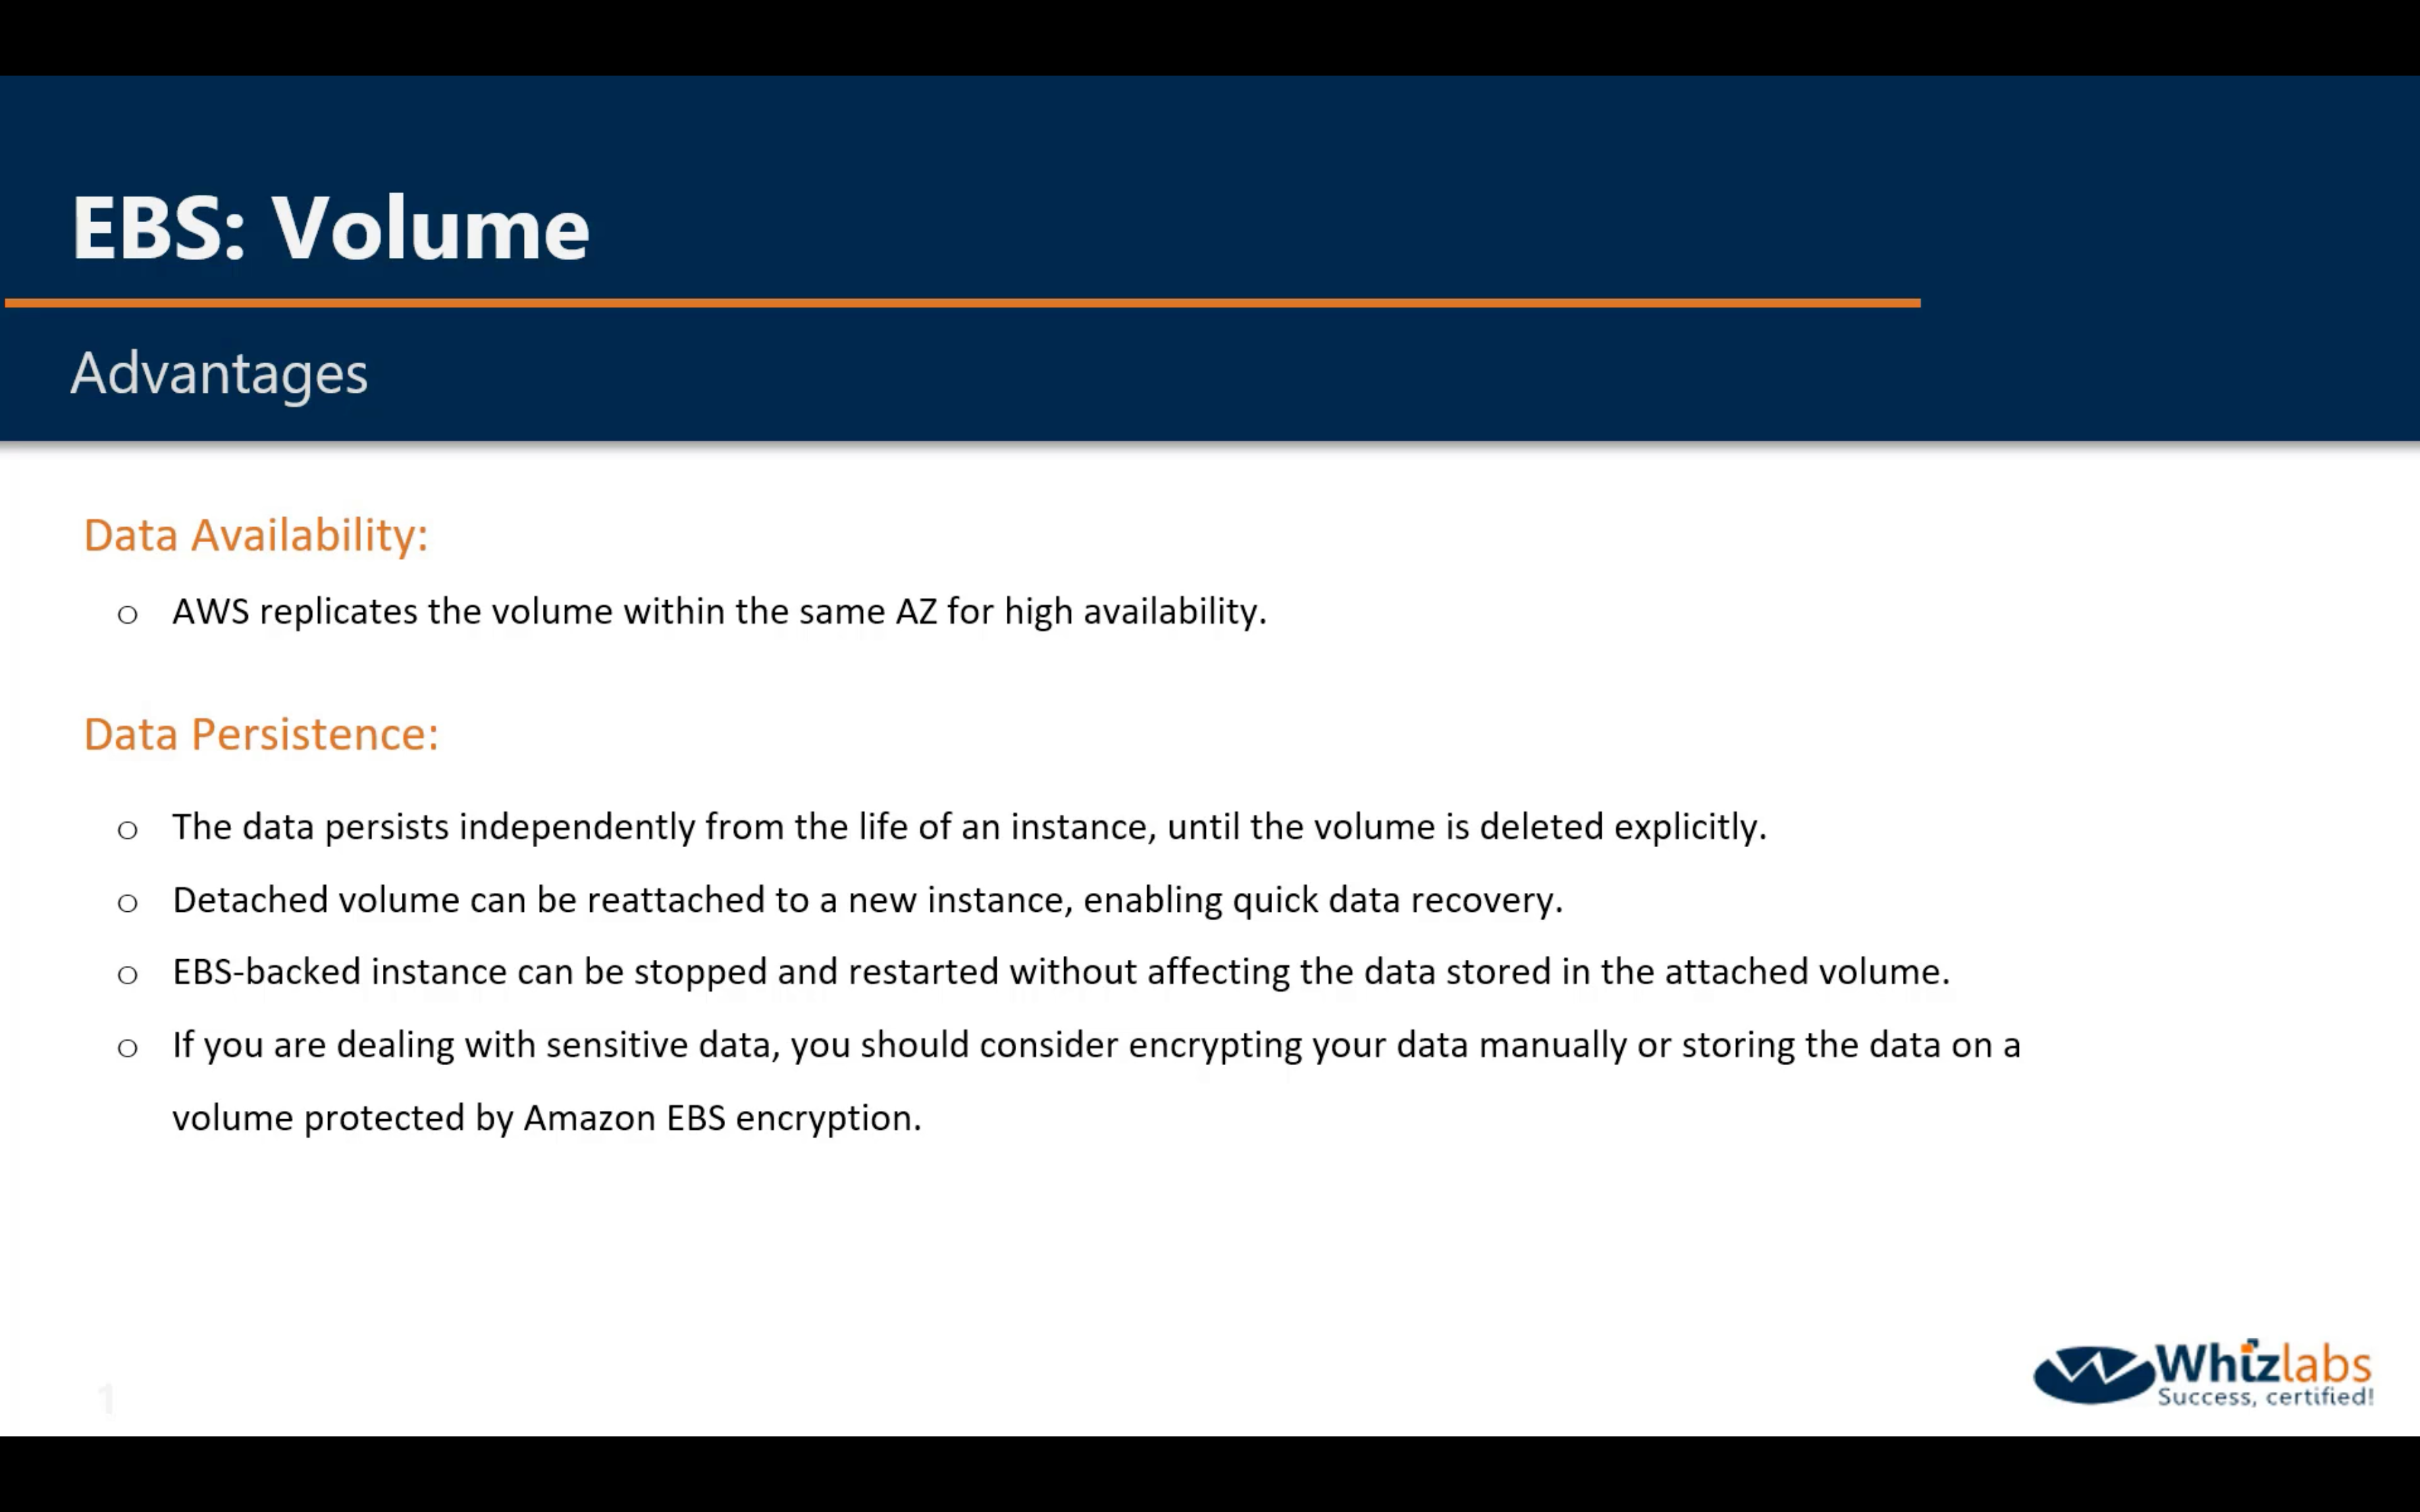 EBS: Volume
Advantages
Data Availability:
o AWS replicates the volume within the same AZ for high availability.
Data Persistence:
o The data persists independently from the life of an instance, until the volume is deleted explicitly.
o Detached volume can be reattached to a new instance, enabling quick data recovery.
o EBS-backed instance can be stopped and restarted without affecting the data stored in the attached volume.
o If you are dealing with sensitive data, you should consider encrypting your data manually or storing the data on a
volume protected by Amazon EBS encryption.
1
Whizlabs
Success, certified!